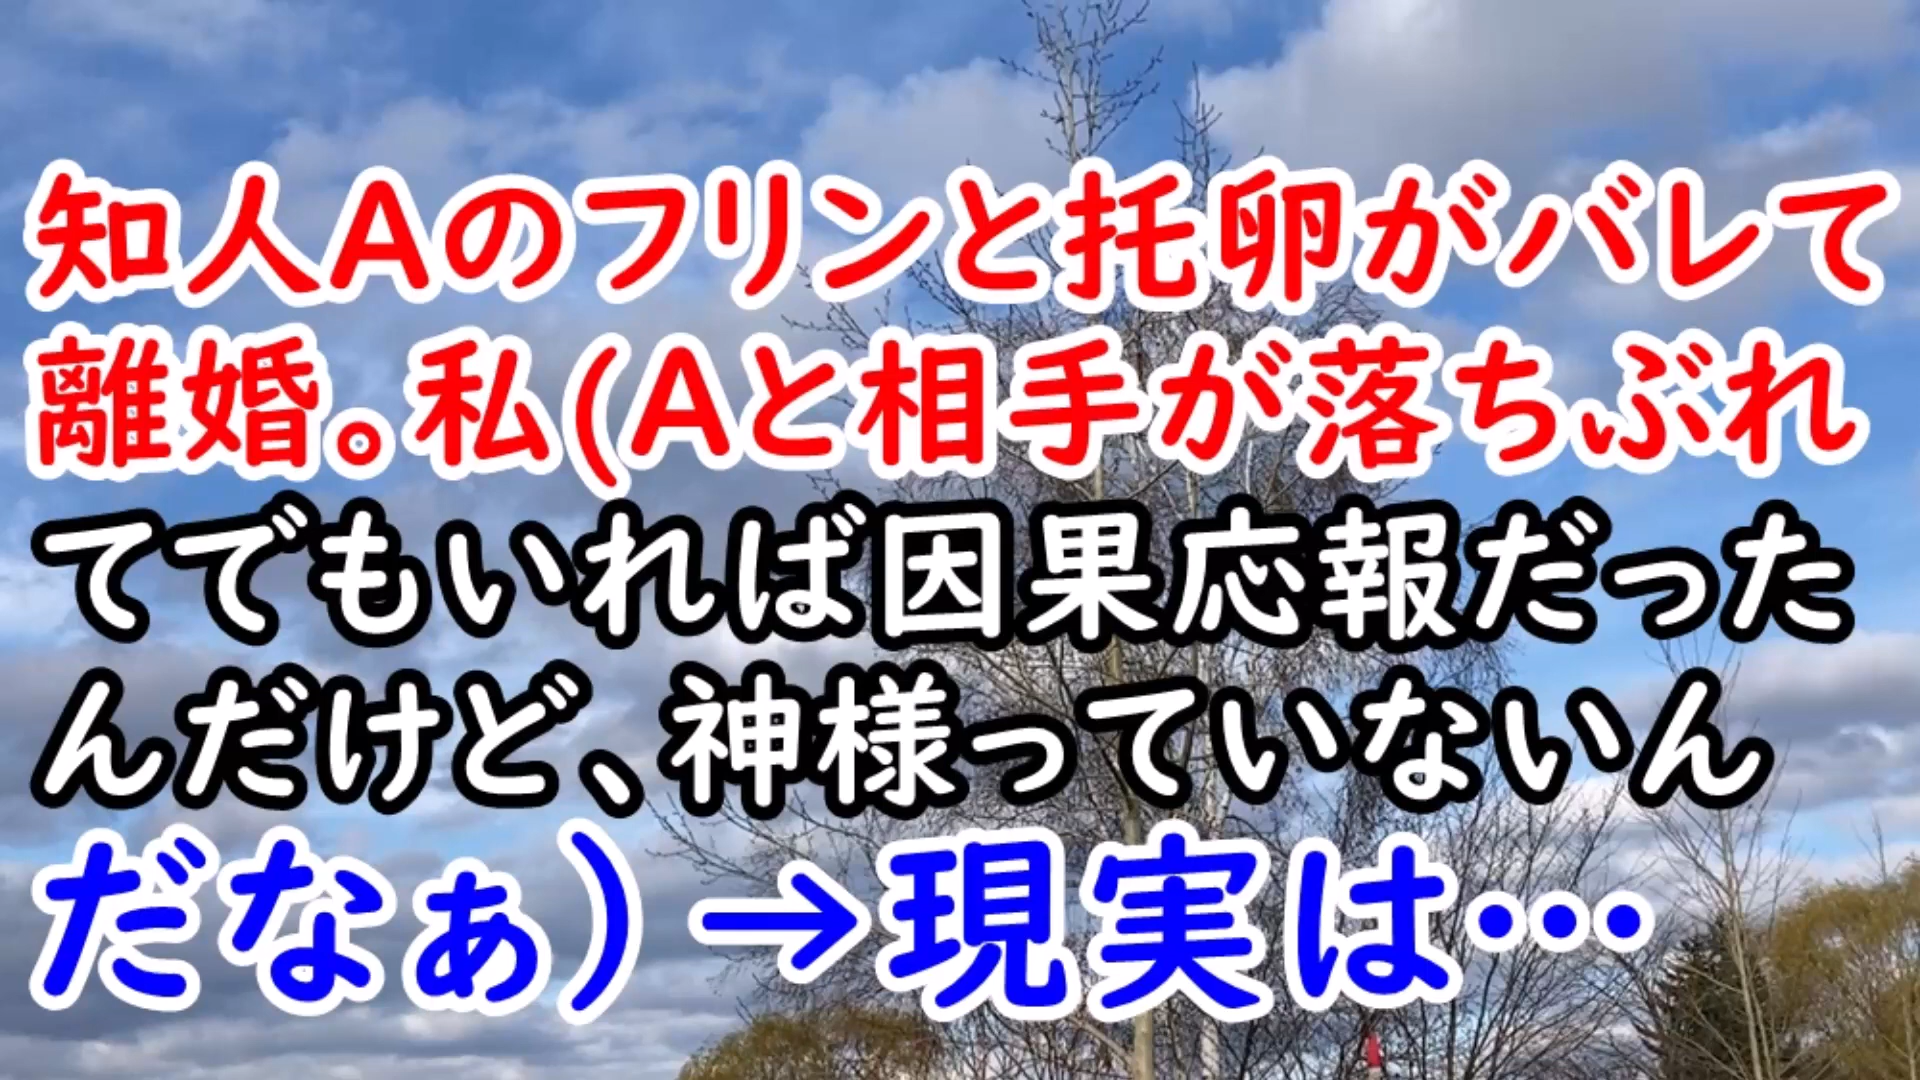 知人Aのフリンと托卵がバレて
離婚。私(Aと相手が落ちぶれ
てでもいれば因果応報だった
んだけど、神様っていないん
だなぁ)→現実は…